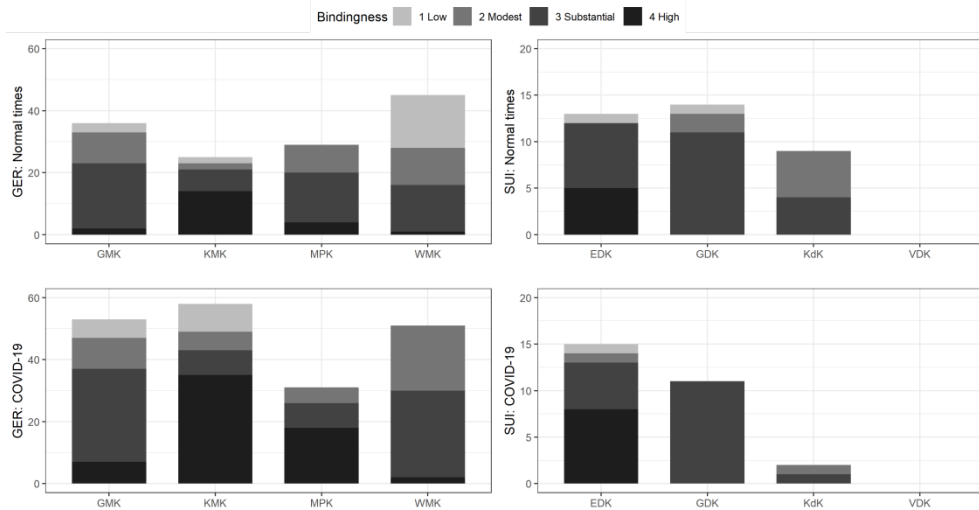 Bindingness 1 Low 2 Modest 3 Substantial 4 High
GER: Normal times
60
40
20
0
GMK KMK MPK WMK
SUI: Normal times
20
15
10
5
0
EDK GDK KdK VDK
GER: COVID-19
60
40
20
0
GMK KMK MPK WMK
SUI: COVID-19
20
15
10
5
0
EDK GDK KdK VDK